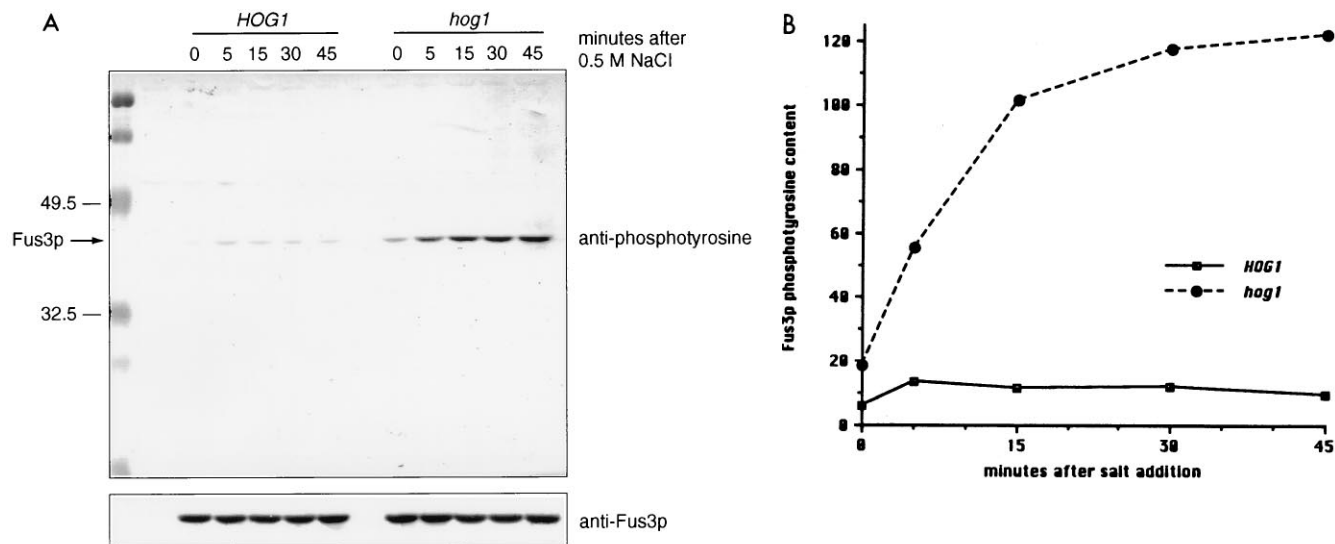 A
HOG1 hog1
0 5 15 30 45 0 5 15 30 45 minutes after
0.5 M NaCl
49.5 —
Fus3p
anti-phosphotyrosine
32.5 —
anti-Fus3p
B
120
100
80
60
40
20
0
Fus3p phosphotyrosine content
HOG1
hog1
0 15 30 45
minutes after salt addition